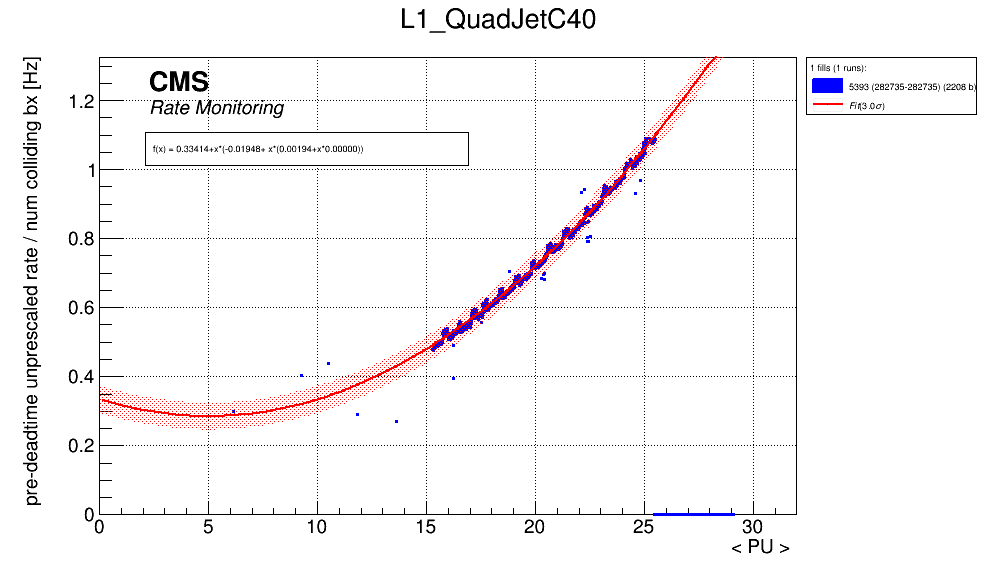 L1_QuadJetC40
pre-deadtime unprescaled rate / num colliding bx [Hz]
CMS
Rate Monitoring
f(x) = 0.33414+x*(-0.01948+ x*(0.00194+x*0.00000))
1.2
1
0.8
0.6
0.4
0.2
0
0 5 10 15 20 25 30
< PU >
1 fills (1 runs):
5393 (282735-282735) (2208 b)
Fit(3.0σ)